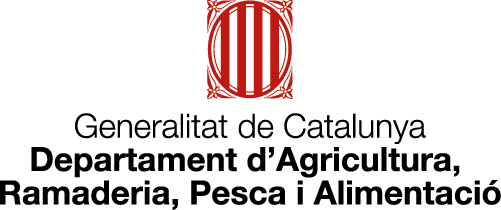 Generalitat de Catalunya
Departament d’Agricultura,
Ramaderia, Pesca i Alimentació